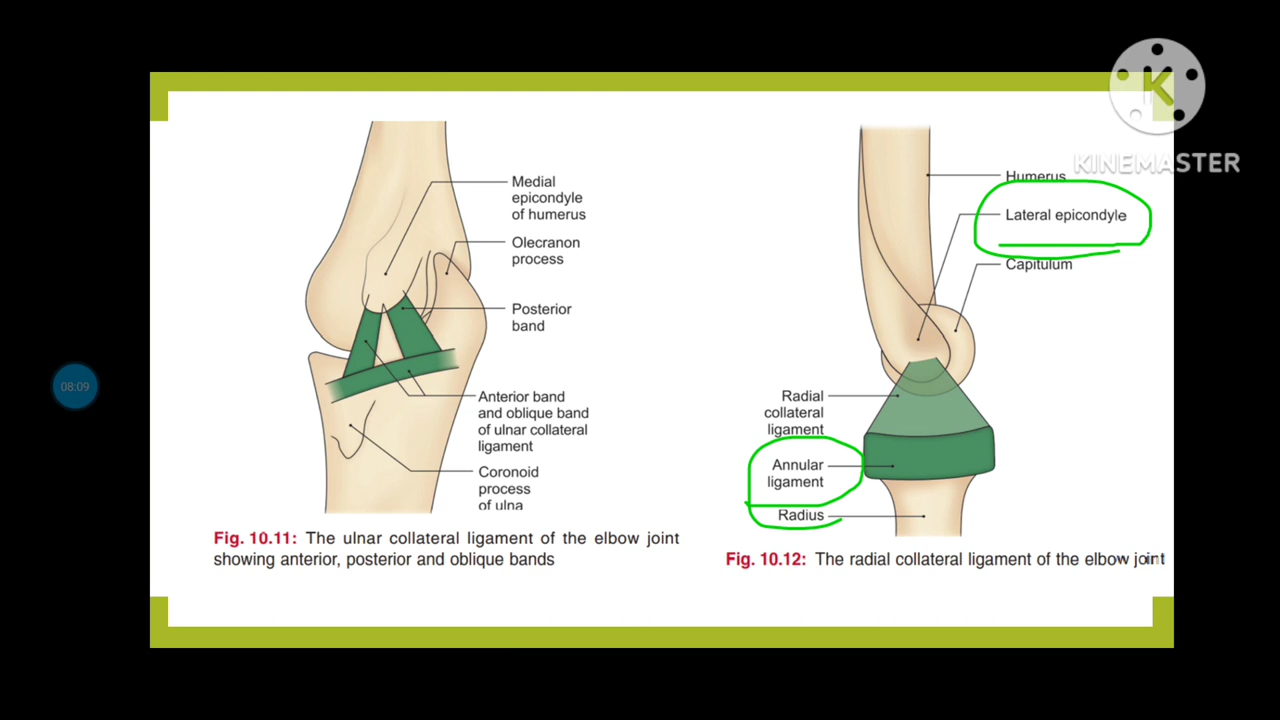 KINEMASTER
Medial
epicondyle
of humerus
Olecranon
process
Posterior
band
Anterior band
and oblique band
of ulnar collateral
ligament
Coronoid
process
of ulna
Fig. 10.11: The ulnar collateral ligament of the elbow joint
showing anterior, posterior and oblique bands
Humerus
Lateral epicondyle
Capitulum
Radial
collateral
ligament
Annular
ligament
Radius
Fig. 10.12: The radial collateral ligament of the elbow joint
08:09